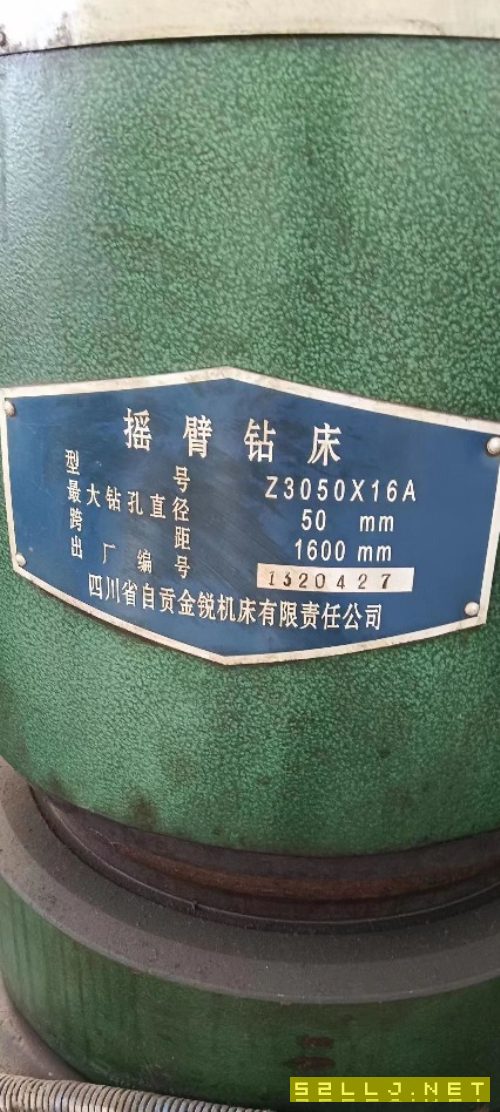 摇臂钻床
型号 Z3050X16A
最大钻孔直径 50 mm
跨距 1600 mm
出厂编号 1320427
四川省自贡金锐机床有限责任公司
52LLJ.NET